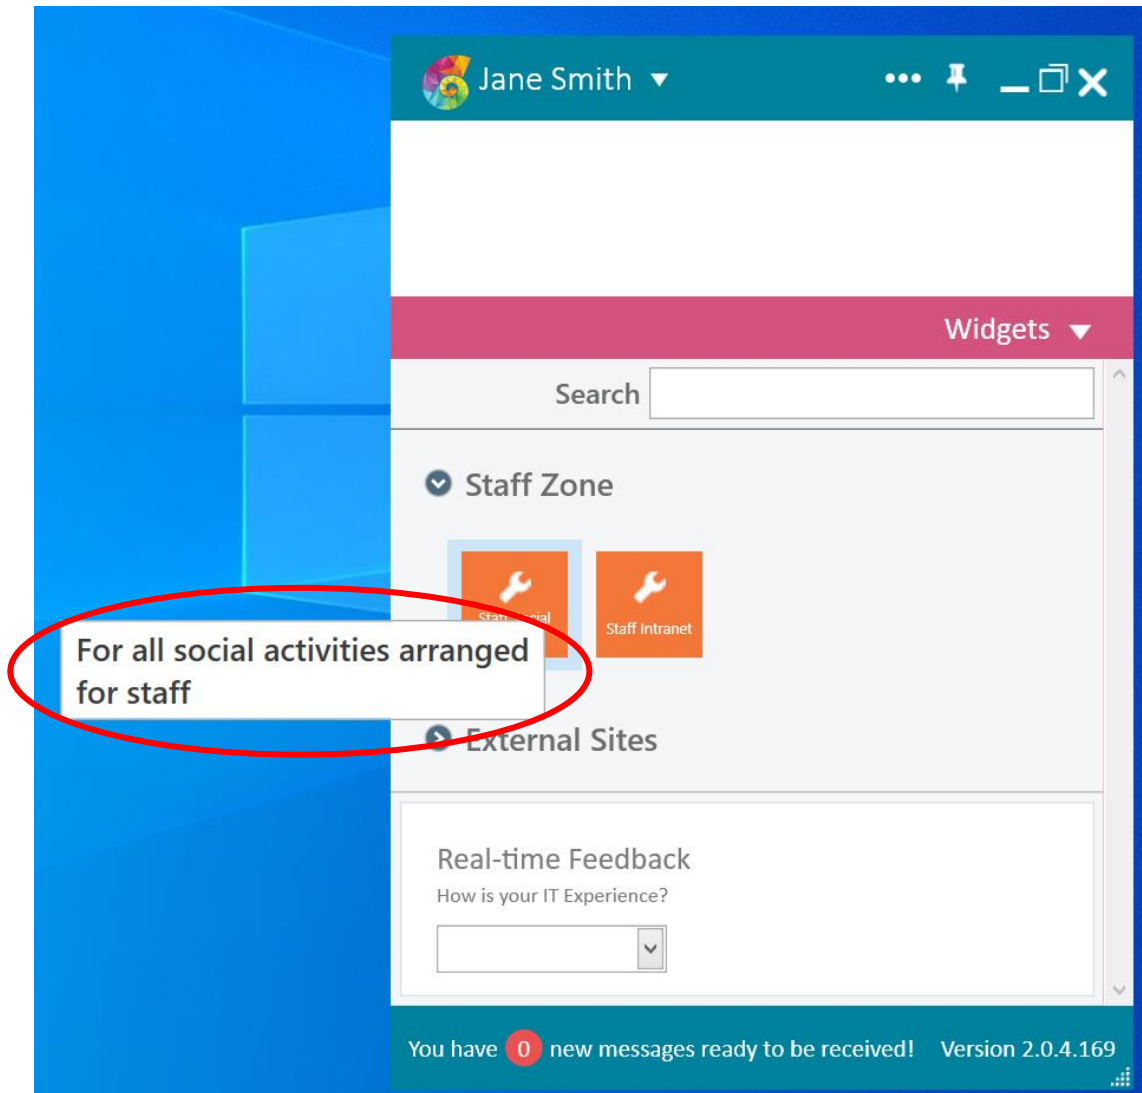 Jane Smith
Widgets
Search
Staff Zone
Staff Social
Staff Intranet
For all social activities arranged
for staff
External Sites
Real-time Feedback
How is your IT Experience?
You have 0 new messages ready to be received! Version 2.0.4.169